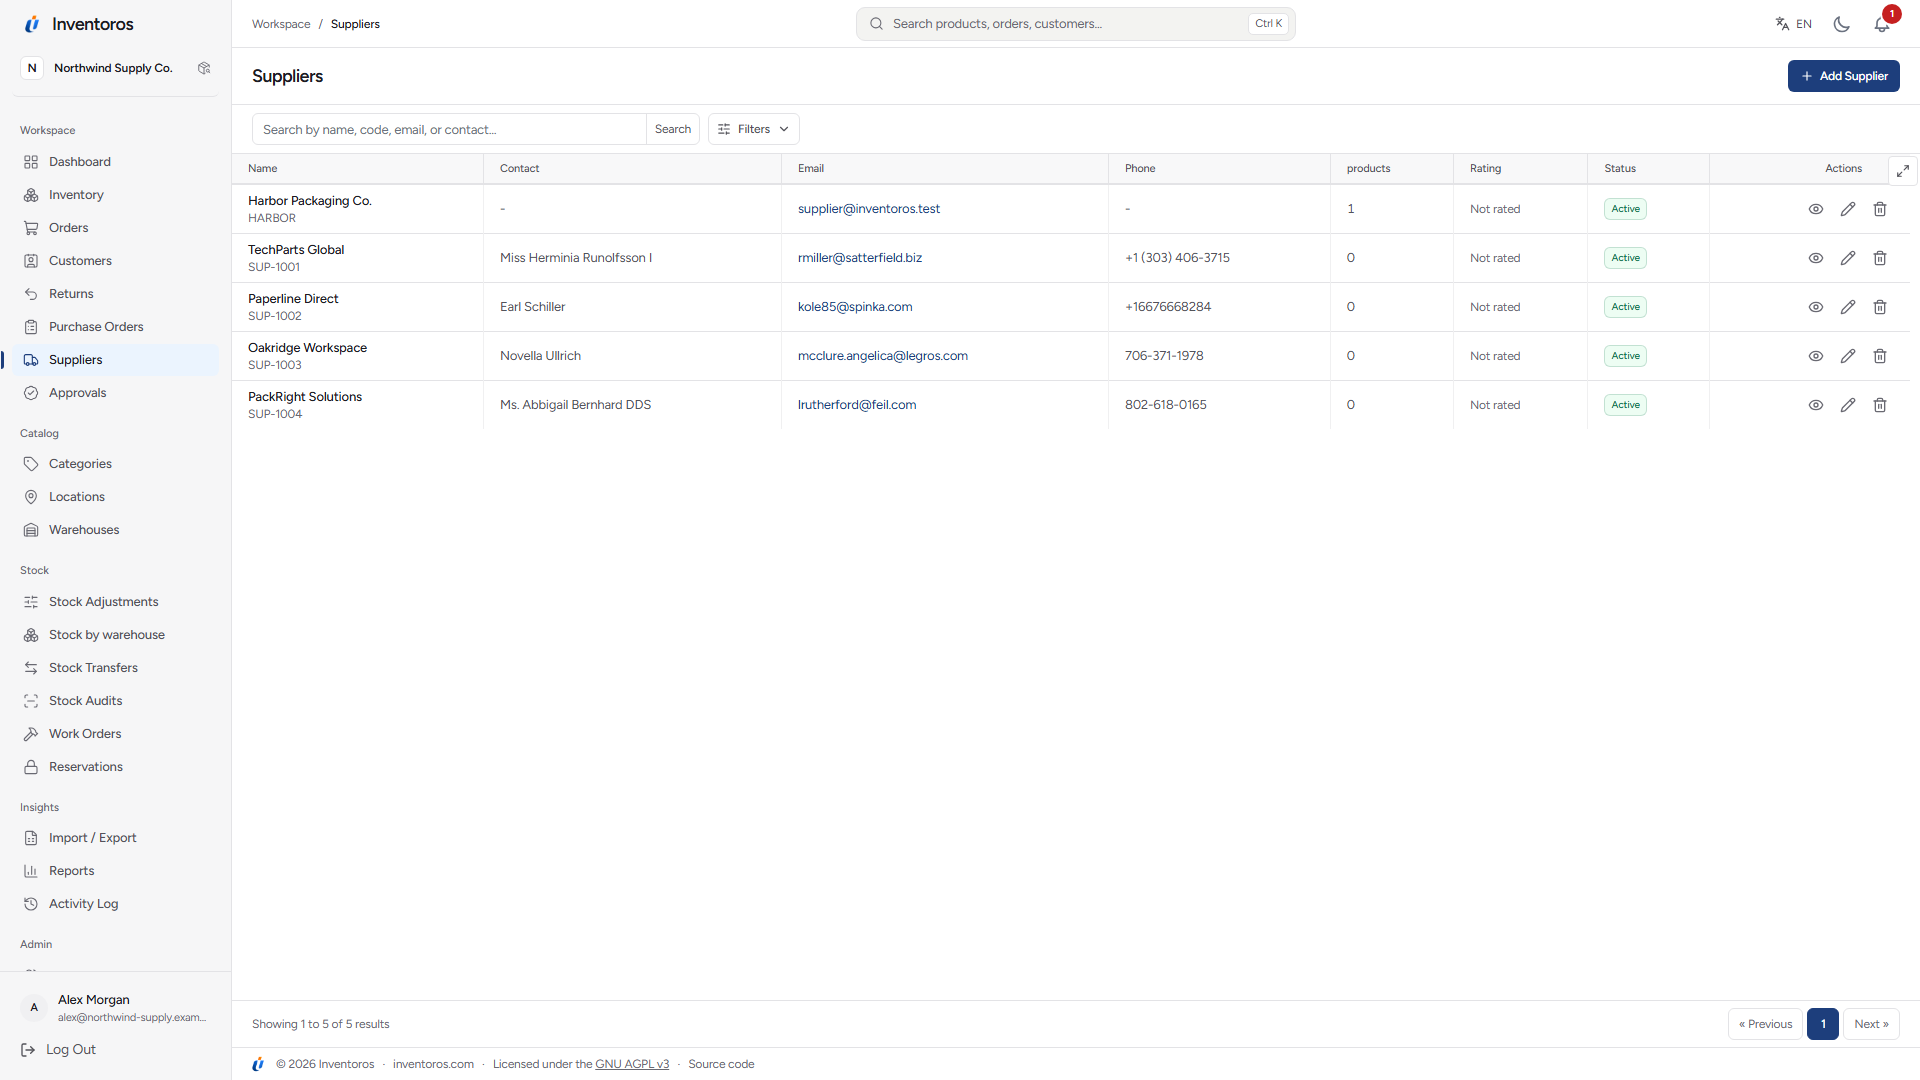 Inventoros
N Northwind Supply Co.
Workspace
Dashboard
Inventory
Orders
Customers
Returns
Purchase Orders
Suppliers
Approvals
Catalog
Categories
Locations
Warehouses
Stock
Stock Adjustments
Stock by warehouse
Stock Transfers
Stock Audits
Work Orders
Reservations
Insights
Import / Export
Reports
Activity Log
Admin
A
Alex Morgan
alex@northwind-supply.exam...
Log Out
Workspace / Suppliers
Search products, orders, customers... Ctrl K
EN
1
Suppliers
+ Add Supplier
Search by name, code, email, or contact... Search Filters
Name Contact Email Phone products Rating Status Actions
Harbor Packaging Co.
HARBOR
- supplier@inventoros.test - 1 Not rated Active
TechParts Global
SUP-1001
Miss Herminia Runolfsson I rmiller@satterfield.biz +1 (303) 406-3715 0 Not rated Active
Paperline Direct
SUP-1002
Earl Schiller kole85@spinka.com +16676668284 0 Not rated Active
Oakridge Workspace
SUP-1003
Novella Ullrich mcclure.angelica@legros.com 706-371-1978 0 Not rated Active
PackRight Solutions
SUP-1004
Ms. Abbigail Bernhard DDS lrutherford@feil.com 802-618-0165 0 Not rated Active
Showing 1 to 5 of 5 results
« Previous 1 Next »
© 2026 Inventoros · inventoros.com · Licensed under the GNU AGPL v3 · Source code